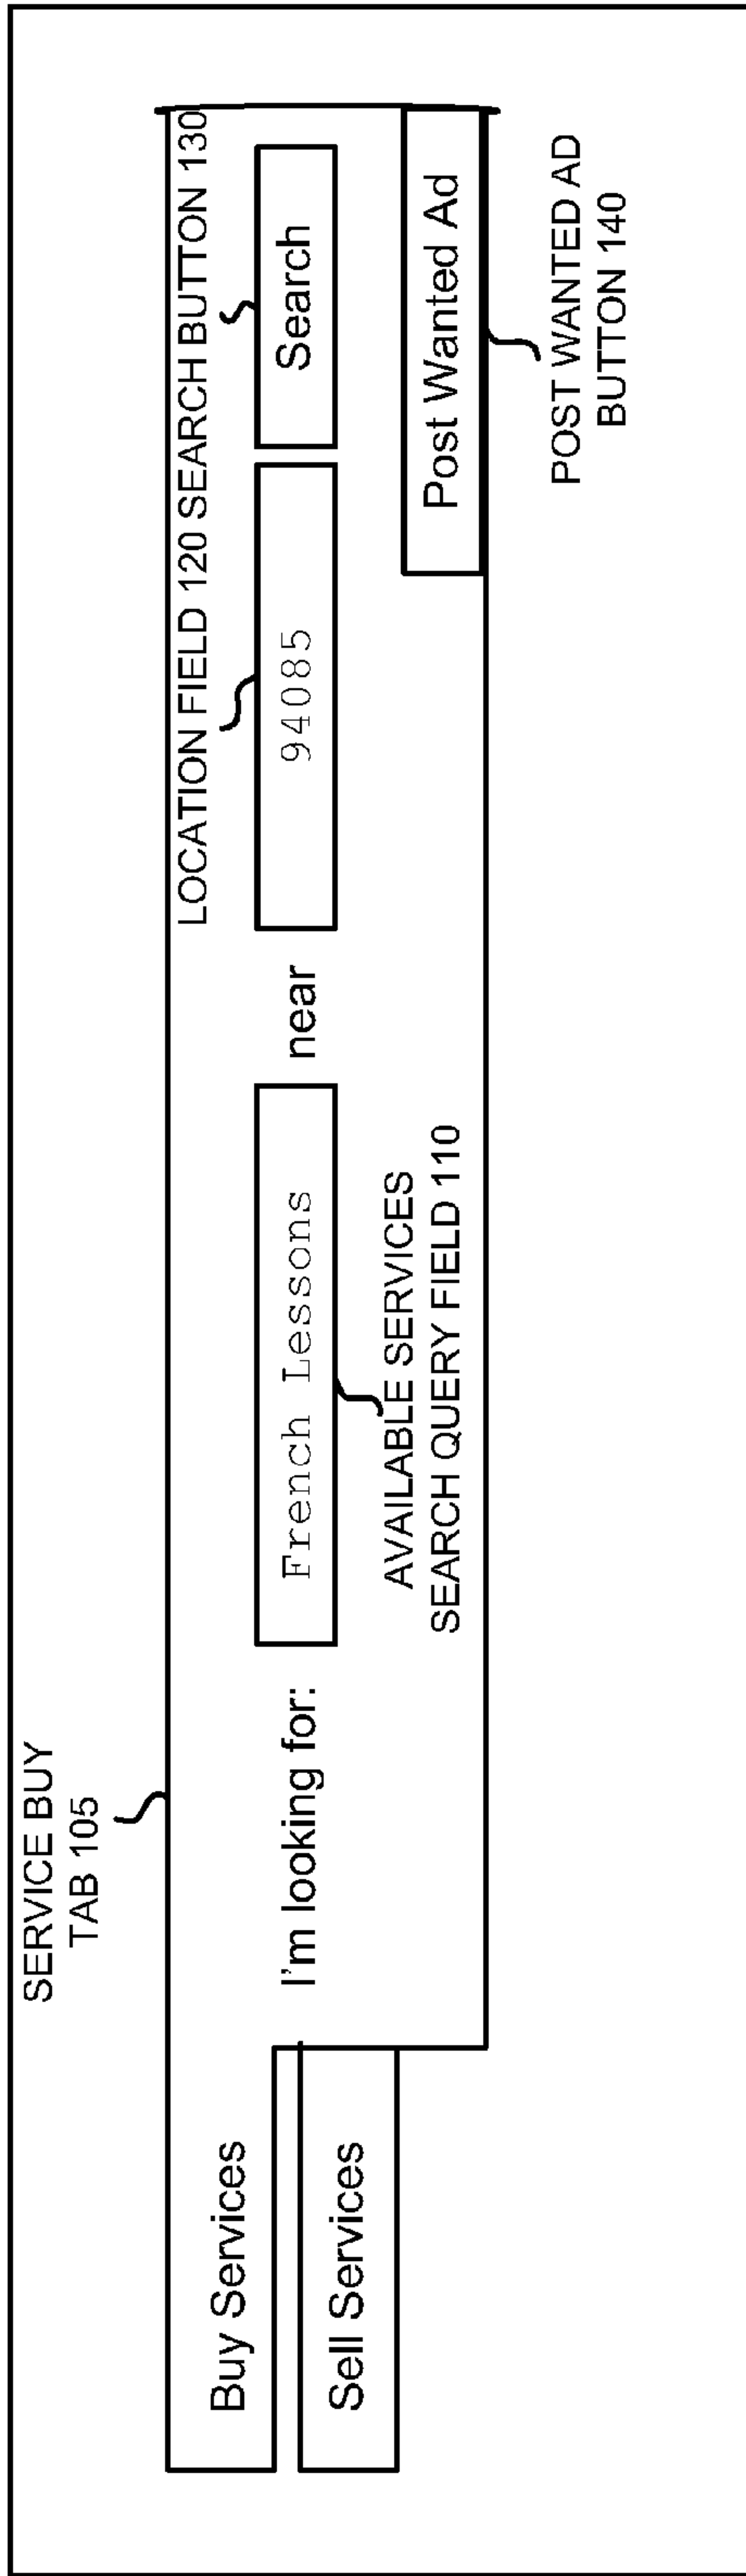 SERVICE BUY
TAB 105
LOCATION FIELD 120 SEARCH BUTTON 130
Buy Services
Sell Services
I'm looking for:
French Lessons
near
94085
Search
AVAILABLE SERVICES
SEARCH QUERY FIELD 110
Post Wanted Ad
POST WANTED AD
BUTTON 140